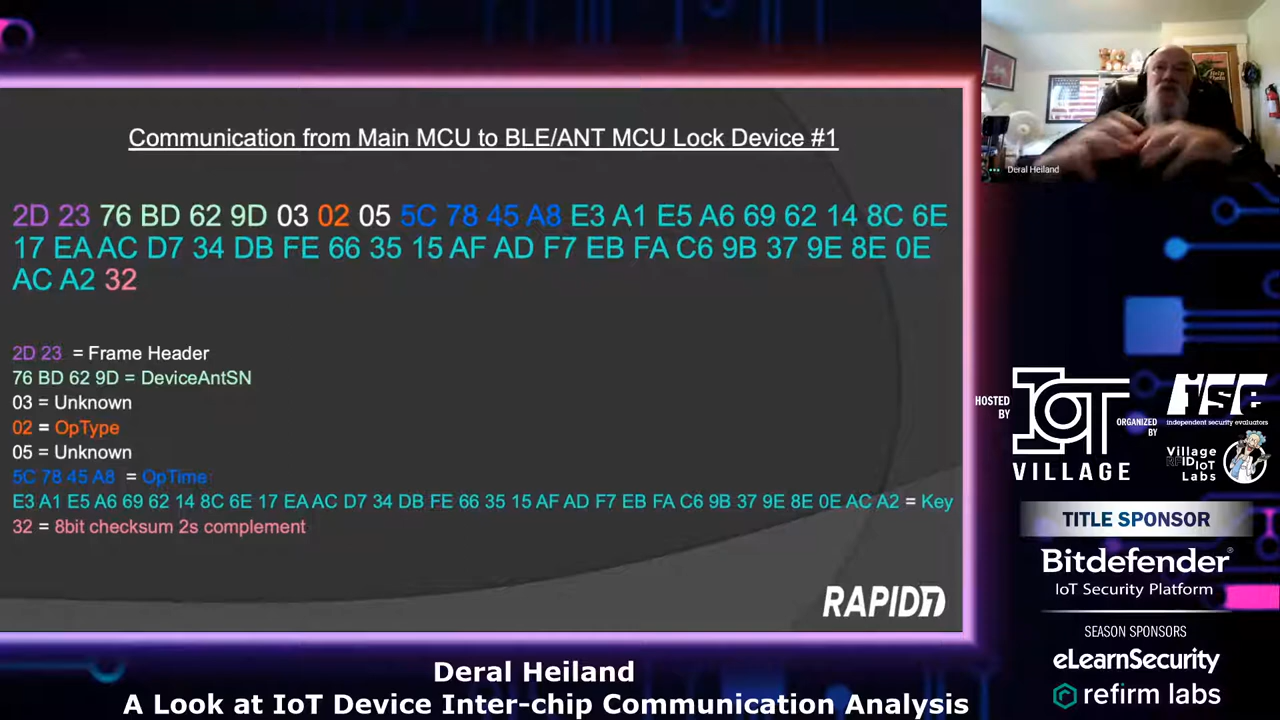 Communication from Main MCU to BLE/ANT MCU Lock Device #1
2D 23 76 BD 62 9D 03 02 05 5C 78 45 A8 E3 A1 E5 A6 69 62 14 8C 6E
17 EA AC D7 34 DB FE 66 35 15 AF AD F7 EB FA C6 9B 37 9E 8E 0E
AC A2 32
2D 23 = Frame Header
76 BD 62 9D = DeviceAntSN
03 = Unknown
02 = OpType
05 = Unknown
5C 78 45 A8 = OpTime:
E3 A1 E5 A6 69 62 14 8C 6E 17 EA AC D7 34 DB FE 66 35 15 AF AD F7 EB FA C6 9B 37 9E 8E 0E AC A2 = Key
32 = 8bit checksum 2s complement
RAPID7
Deral Heiland
HOSTED
BY
IOT
VILLAGE
ORGANIZED
BY
ISE
independent security evaluators
Village
IDIoT
Labs
TITLE SPONSOR
Bitdefender®
IoT Security Platform
SEASON SPONSORS
eLearnSecurity
refirm labs
Deral Heiland
A Look at IoT Device Inter-chip Communication Analysis